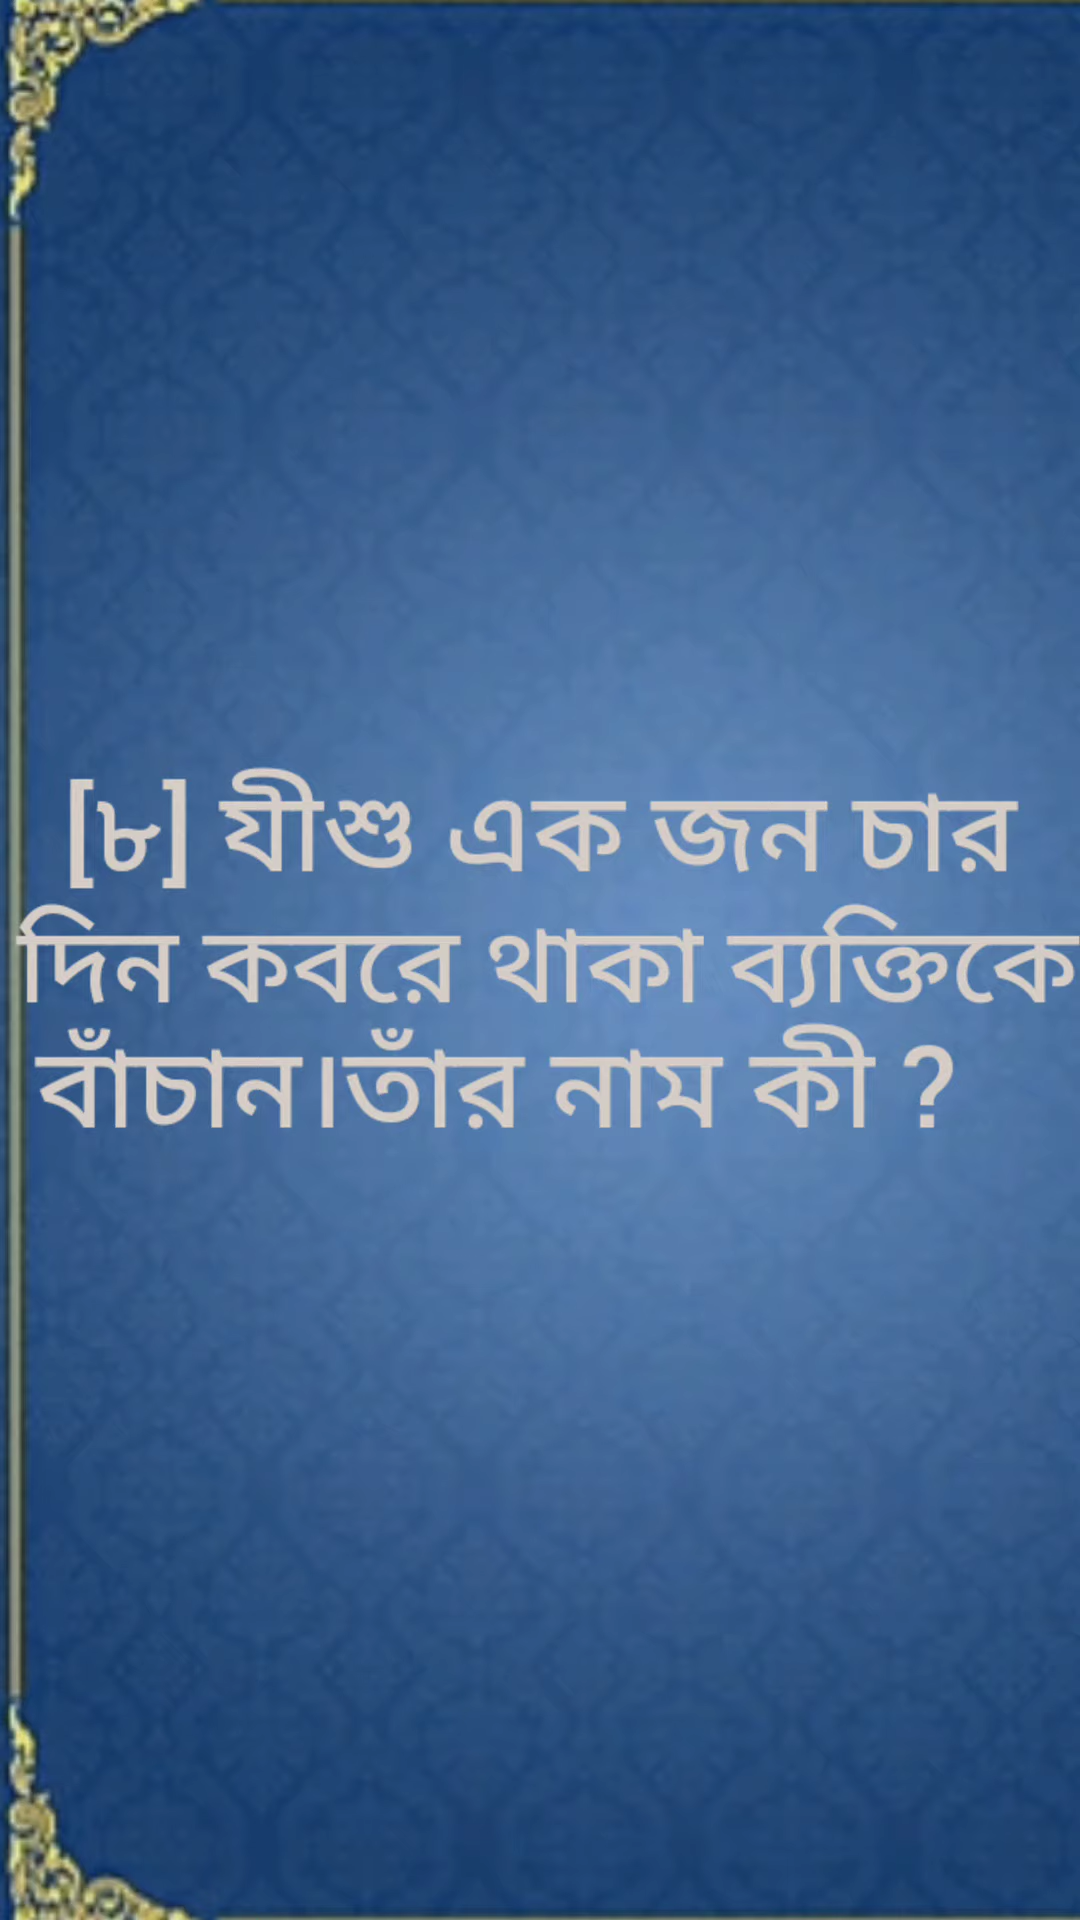 [৮] যীশু এক জন চার
দিন কবরে থাকা ব্যক্তিকে
বাঁচান।তাঁর নাম কী ?